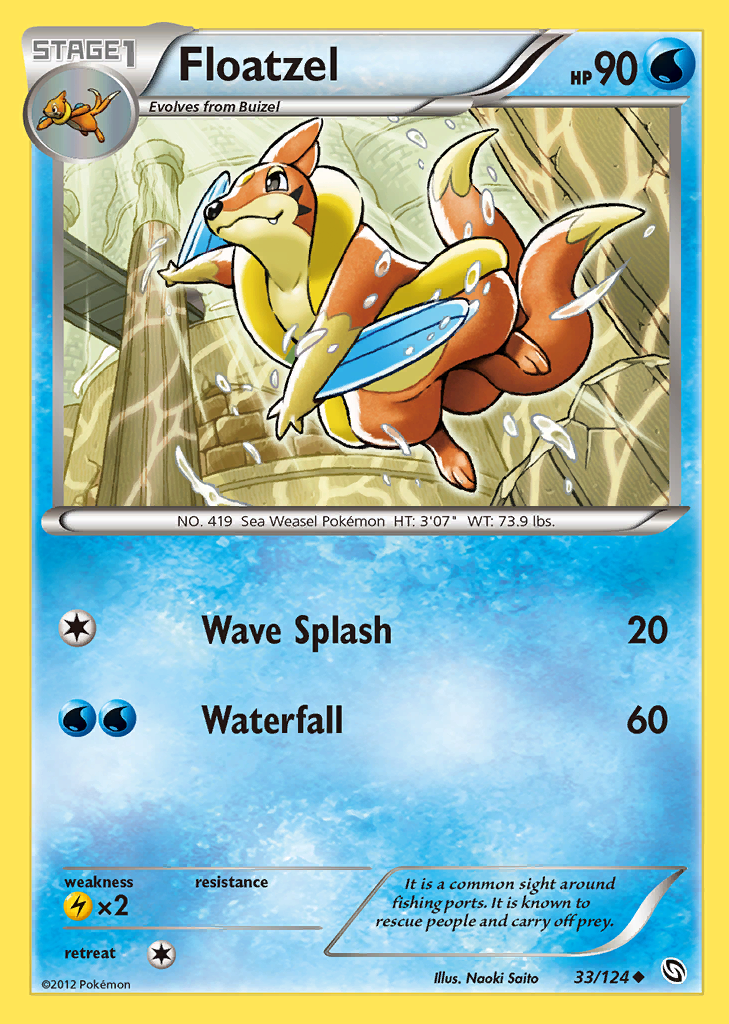 STAGE1
Floatzel
HP 90
Evolves from Buizel
NO. 419 Sea Weasel Pokémon HT: 3'07" WT: 73.9 lbs.
Wave Splash 20
Waterfall 60
weakness resistance
×2
It is a common sight around
fishing ports. It is known to
rescue people and carry off prey.
retreat
©2012 Pokémon
Illus. Naoki Saito 33/124